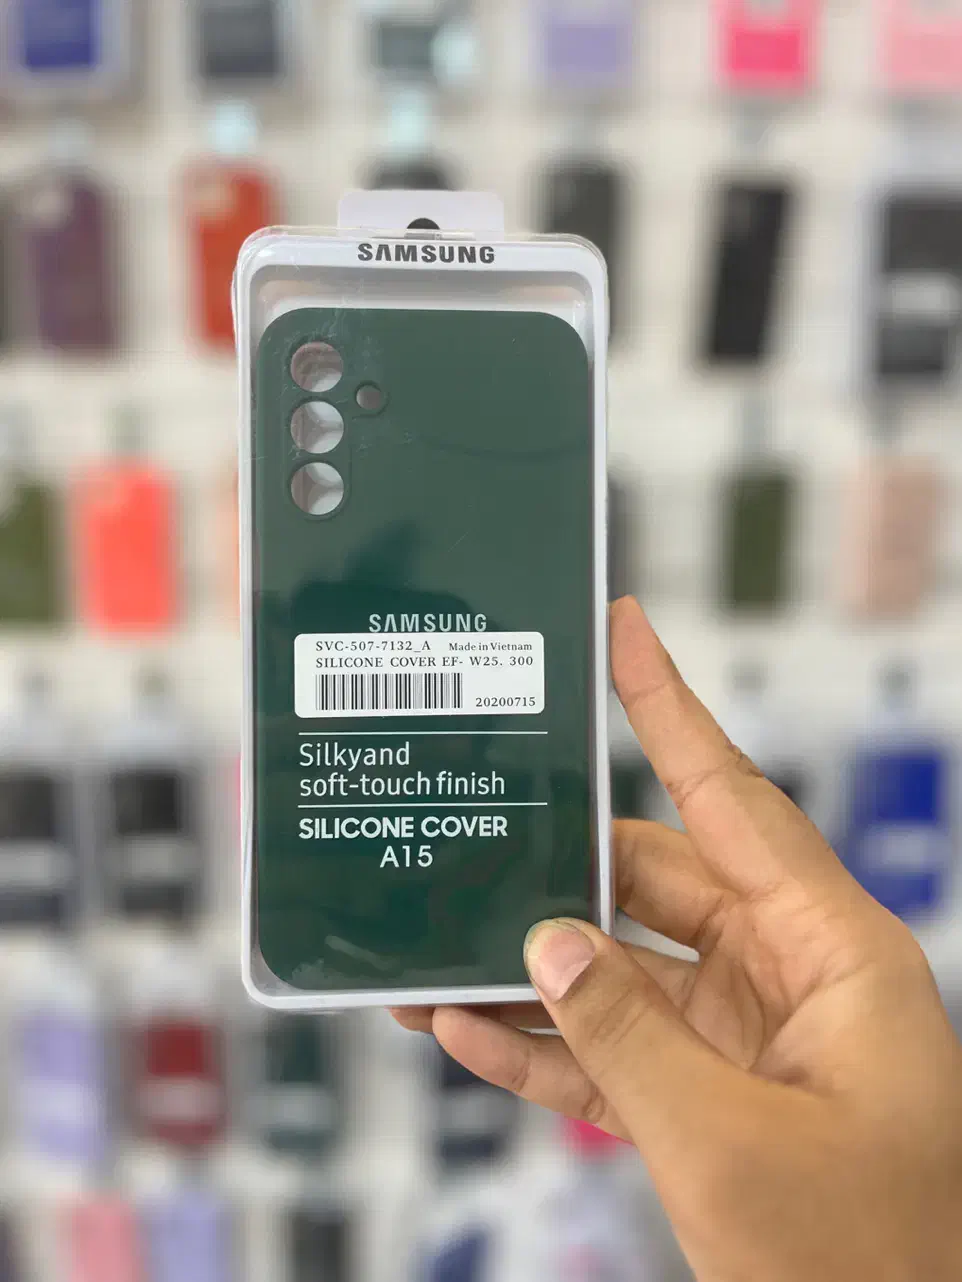 SAMSUNG
SAMSUNG
SVC-507-7132_A Made in Vietnam
SILICONE COVER EF- W25. 300
20200715
Silkyand
soft-touch finish
SILICONE COVER
A15